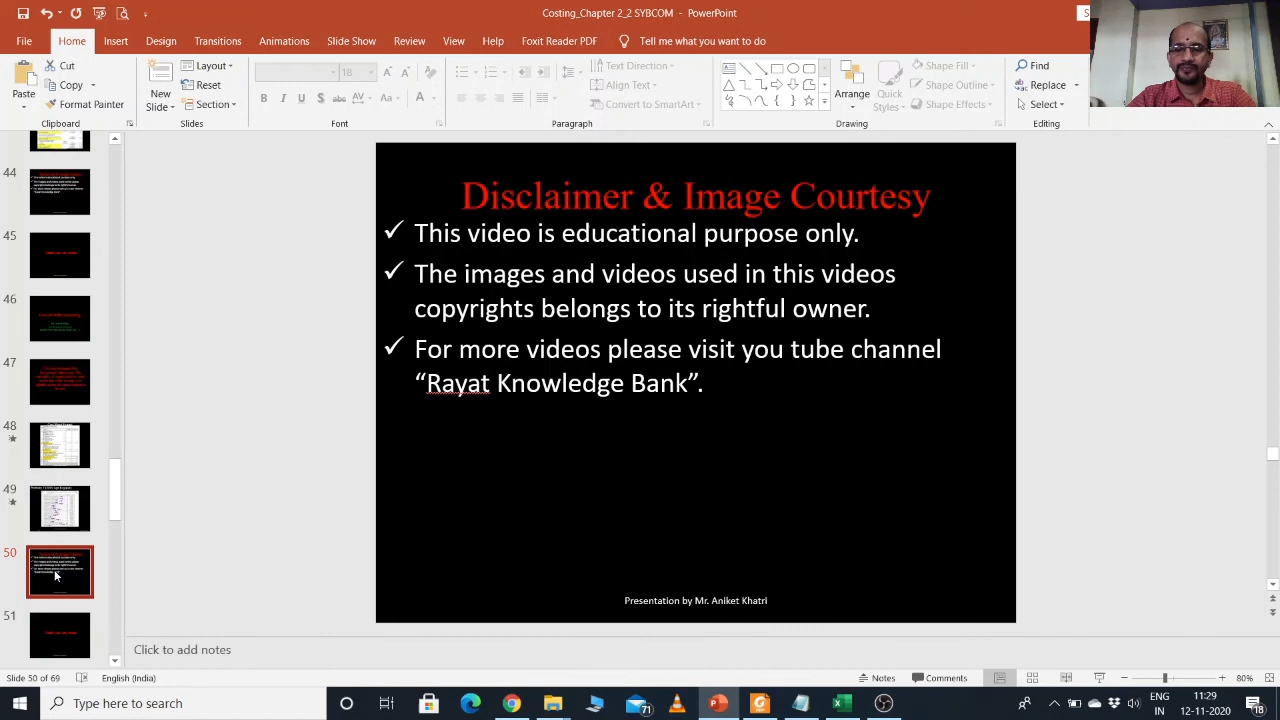 Costing_Chapter 2_2 SYBCOM - PowerPoint
S
File Home Insert Design Transitions Animations Slide Show Review View Help Foxit Reader PDF Tell me what you want to do
Paste
Cut
Copy
Format Painter
Clipboard
New
Slide
Layout
Reset
Section
Slides
18
Font
Text Direction
Align Text
Convert to SmartArt
Paragraph
Arrange
Quick
Styles
Shape Fill
Shape Outline
Shape Effects
Drawing
Find
Replace
Select
Editing
44
45
46
47
48
49
50
51
Disclaimer & Image Courtesy
✓ This video is educational purpose only.
✓ The images and videos used in this videos
copyrights belongs to its rightful owner.
✓ For more videos please visit you tube channel
“Rayat Knowledge Bank”.
Presentation by Mr. Aniket Khatri
Click to add notes
Slide 50 of 69 English (India) Notes Comments 80%
Type here to search
71
ENG
IN
11:29
12-11-2020
18